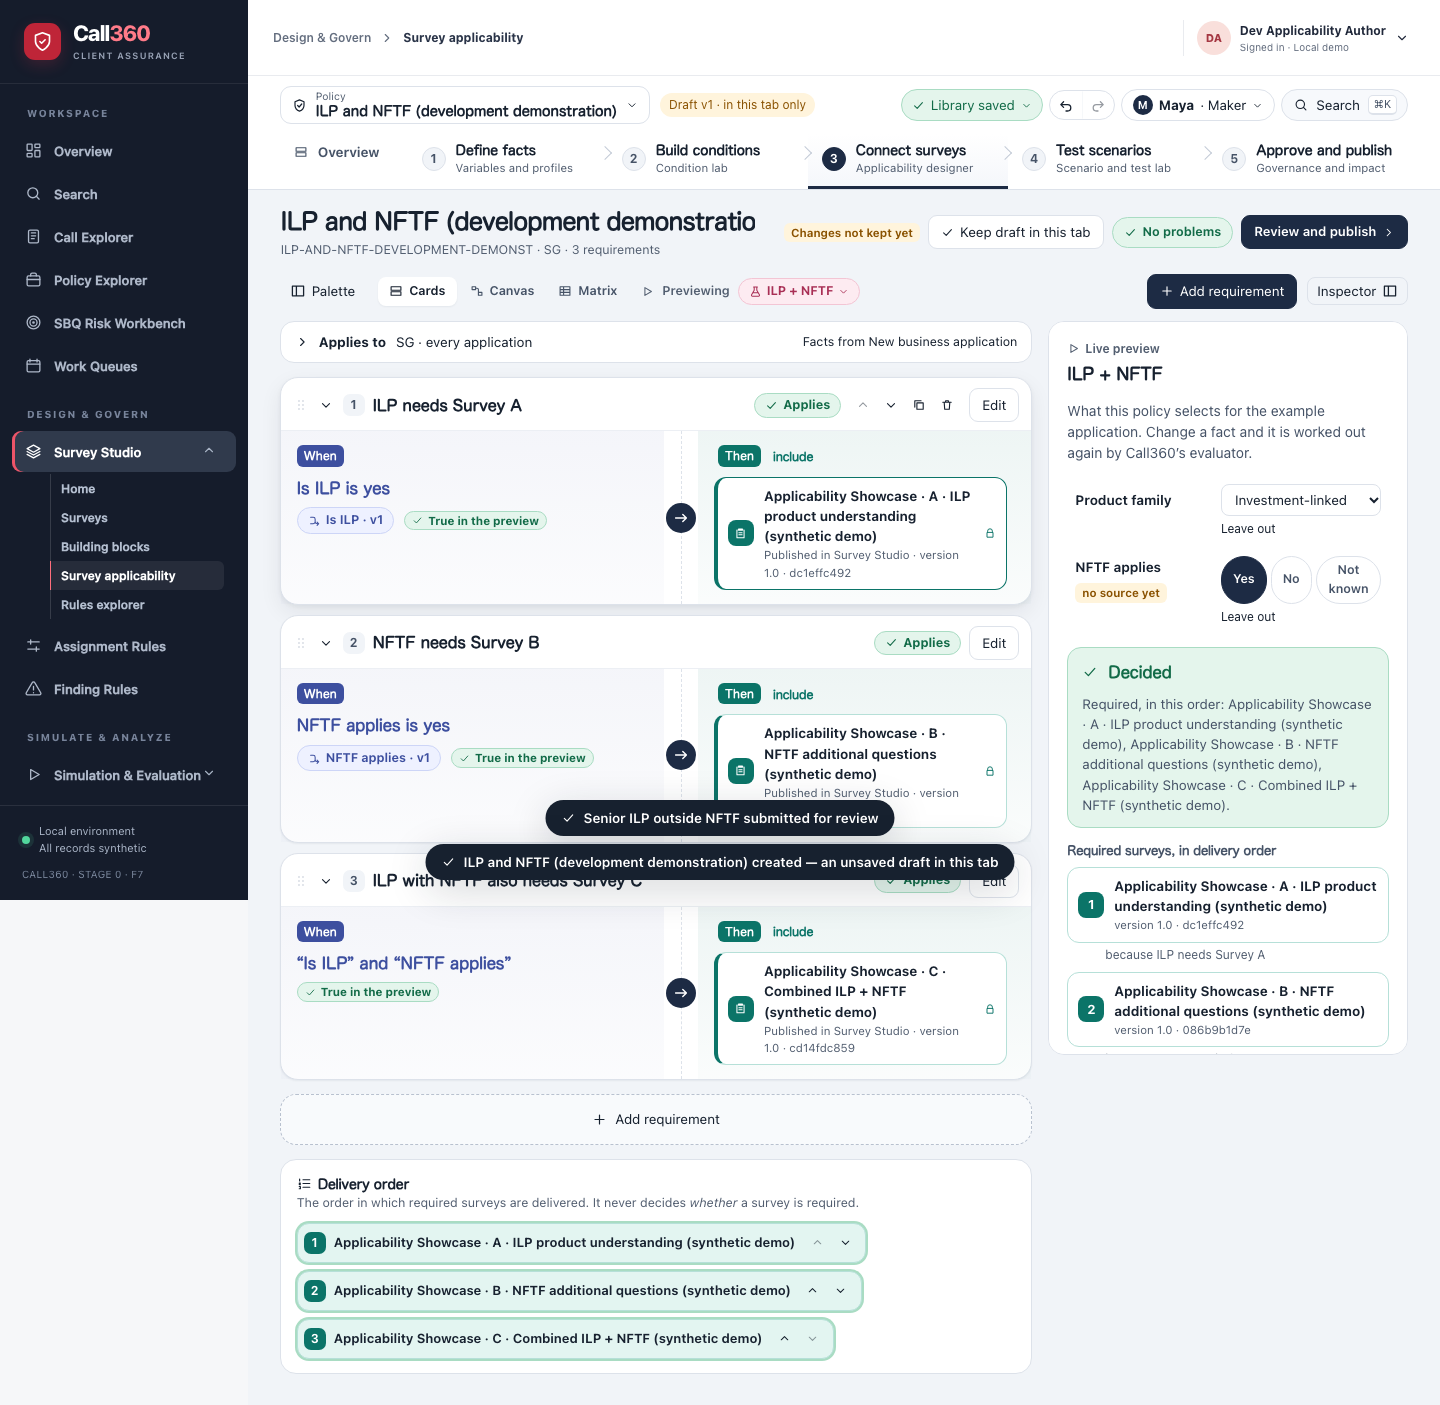 Call360
CLIENT ASSURANCE
WORKSPACE
Overview
Search
Call Explorer
Policy Explorer
SBQ Risk Workbench
Work Queues
DESIGN & GOVERN
Survey Studio
Home
Surveys
Building blocks
Survey applicability
Rules explorer
Assignment Rules
Finding Rules
SIMULATE & ANALYZE
Simulation & Evaluation
Local environment
All records synthetic
CALL360 · STAGE 0 · F7
Design & Govern
Survey applicability
DA
Dev Applicability Author
Signed in · Local demo
Policy
ILP and NFTF (development demonstration)
Draft v1 · in this tab only
Library saved
M Maya · Maker
Search ⌘K
Overview
1 Define facts
Variables and profiles
2 Build conditions
Condition lab
3 Connect surveys
Applicability designer
4 Test scenarios
Scenario and test lab
5 Approve and publish
Governance and impact
ILP and NFTF (development demonstratio
ILP-AND-NFTF-DEVELOPMENT-DEMONST · SG · 3 requirements
Changes not kept yet
Keep draft in this tab
No problems
Review and publish
Palette
Cards
Canvas
Matrix
Previewing
ILP + NFTF
Add requirement
Inspector
Applies to SG · every application
Facts from New business application
1 ILP needs Survey A
Applies
Edit
When
Is ILP is yes
Is ILP · v1
True in the preview
Then include
Applicability Showcase · A · ILP
product understanding
(synthetic demo)
Published in Survey Studio · version
1.0 · dc1effc492
2 NFTF needs Survey B
Applies
Edit
When
NFTF applies is yes
NFTF applies · v1
True in the preview
Then include
Applicability Showcase · B ·
NFTF additional questions
(synthetic demo)
Published in Survey Studio · version
Senior ILP outside NFTF submitted for review
ILP and NFTF (development demonstration) created — an unsaved draft in this tab
3 ILP with NFTF also needs Survey C
Applies
Edit
When
“Is ILP” and “NFTF applies”
True in the preview
Then include
Applicability Showcase · C ·
Combined ILP + NFTF
(synthetic demo)
Published in Survey Studio · version
1.0 · cd14fdc859
Add requirement
Delivery order
The order in which required surveys are delivered. It never decides whether a survey is required.
1 Applicability Showcase · A · ILP product understanding (synthetic demo)
2 Applicability Showcase · B · NFTF additional questions (synthetic demo)
3 Applicability Showcase · C · Combined ILP + NFTF (synthetic demo)
Live preview
ILP + NFTF
What this policy selects for the example
application. Change a fact and it is worked out
again by Call360’s evaluator.
Product family
Investment-linked
Leave out
NFTF applies
no source yet
Yes
No
Not
known
Leave out
Decided
Required, in this order: Applicability Showcase
· A · ILP product understanding (synthetic
demo), Applicability Showcase · B · NFTF
additional questions (synthetic demo),
Applicability Showcase · C · Combined ILP +
NFTF (synthetic demo).
Required surveys, in delivery order
1 Applicability Showcase · A · ILP product
understanding (synthetic demo)
version 1.0 · dc1effc492
because ILP needs Survey A
2 Applicability Showcase · B · NFTF
additional questions (synthetic demo)
version 1.0 · 086b9b1d7e